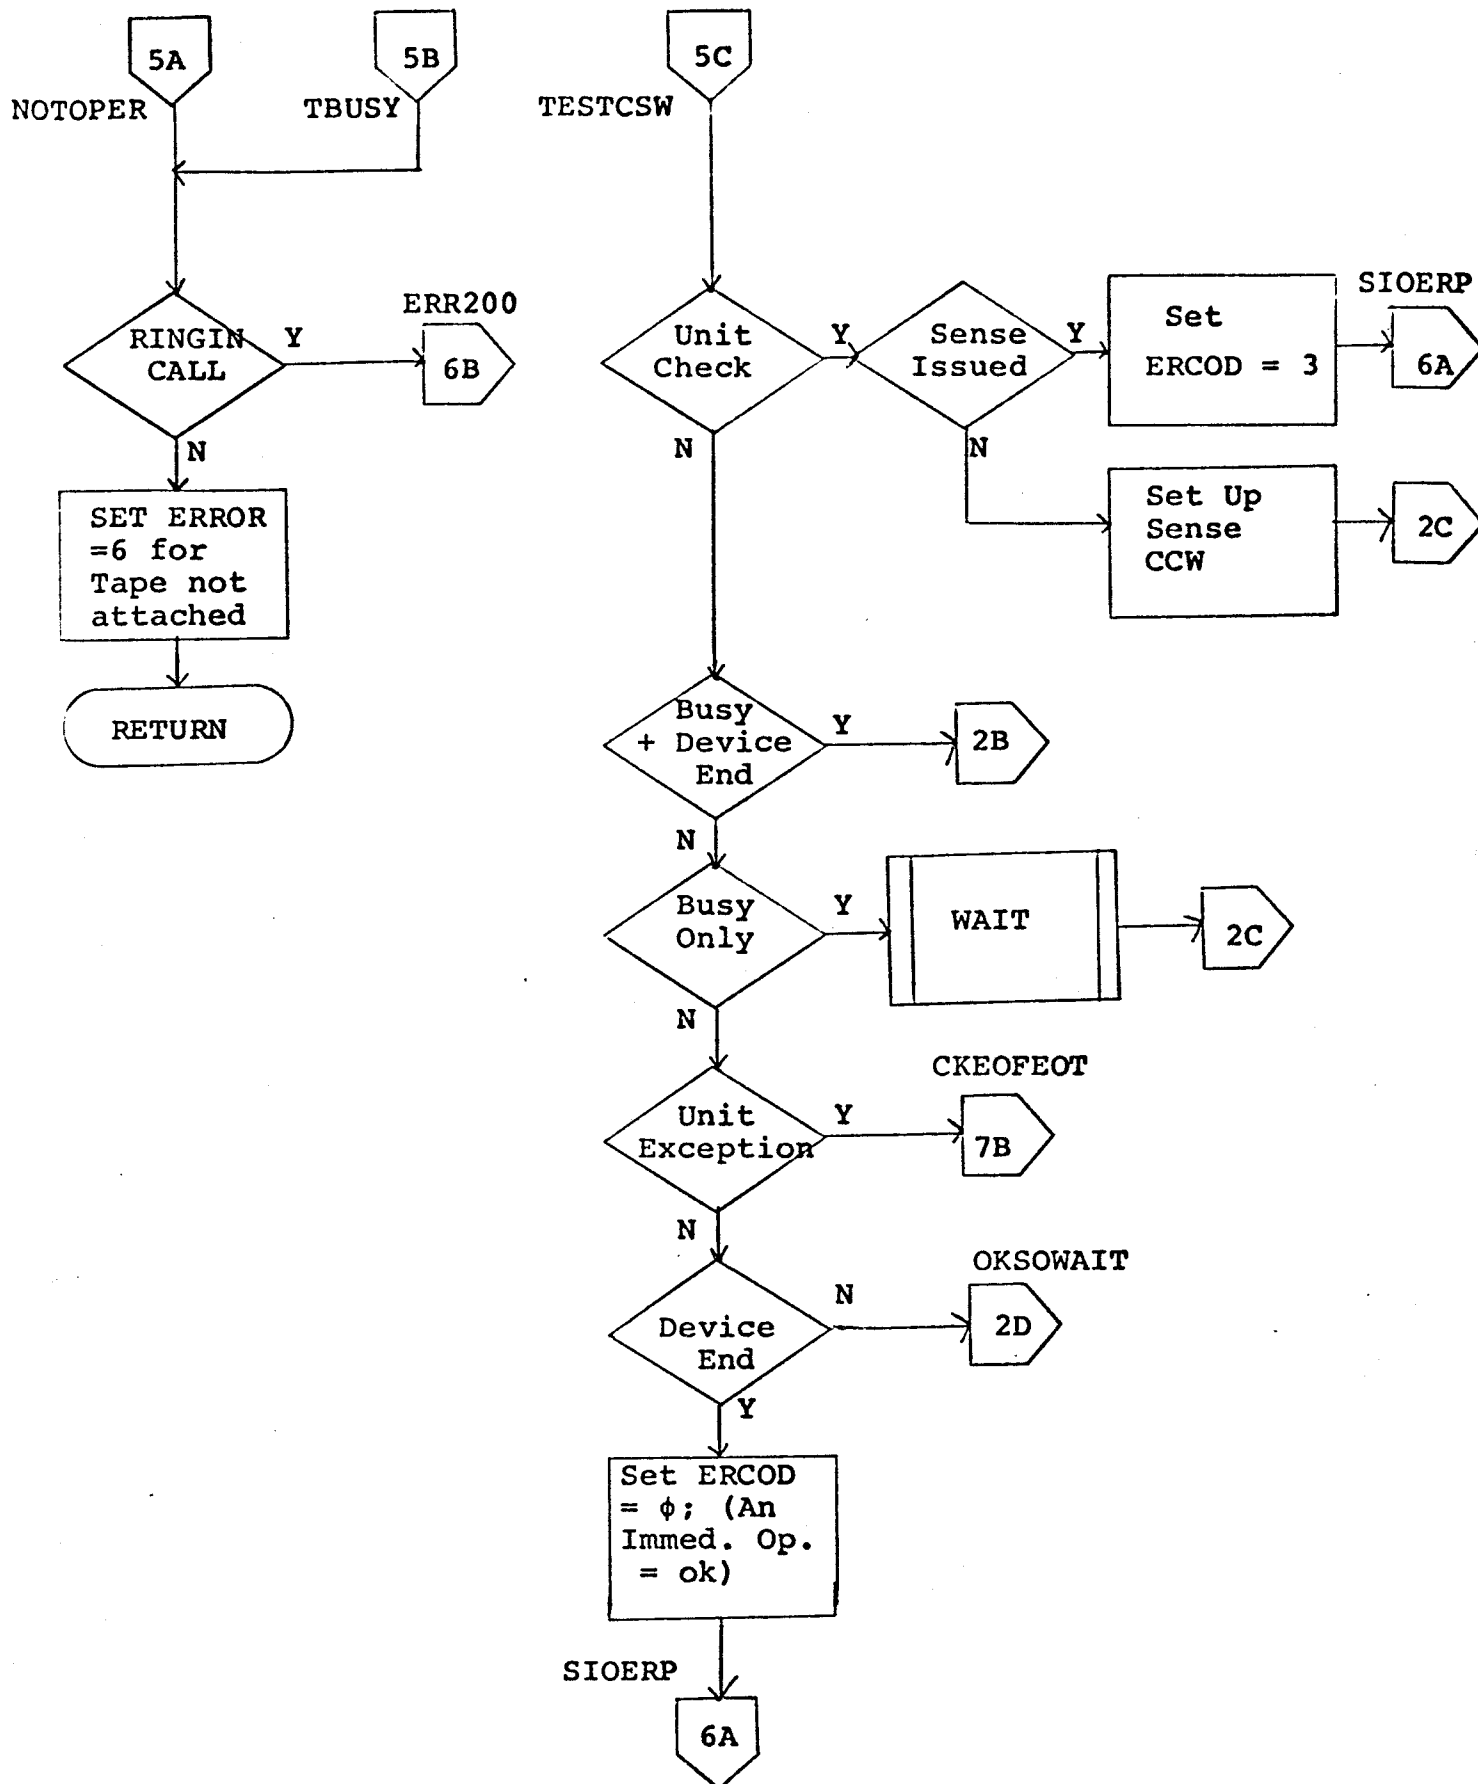 5A
5B
5C
NOTOPER
TBUSY
TESTCSW
RINGIN
CALL
Y
ERR200
6B
N
SET ERROR
=6 for
Tape not
attached
RETURN
Unit
Check
Y
Sense
Issued
Y
Set
ERCOD = 3
SIOERP
6A
N
Set Up
Sense
CCW
2C
N
Busy
+ Device
End
Y
2B
N
Busy
Only
Y
WAIT
2C
N
Unit
Exception
Y
CKEOFEOT
7B
N
Device
End
N
OKSOWAIT
2D
Y
Set ERCOD
= ϕ; (An
Immed. Op.
= ok)
SIOERP
6A